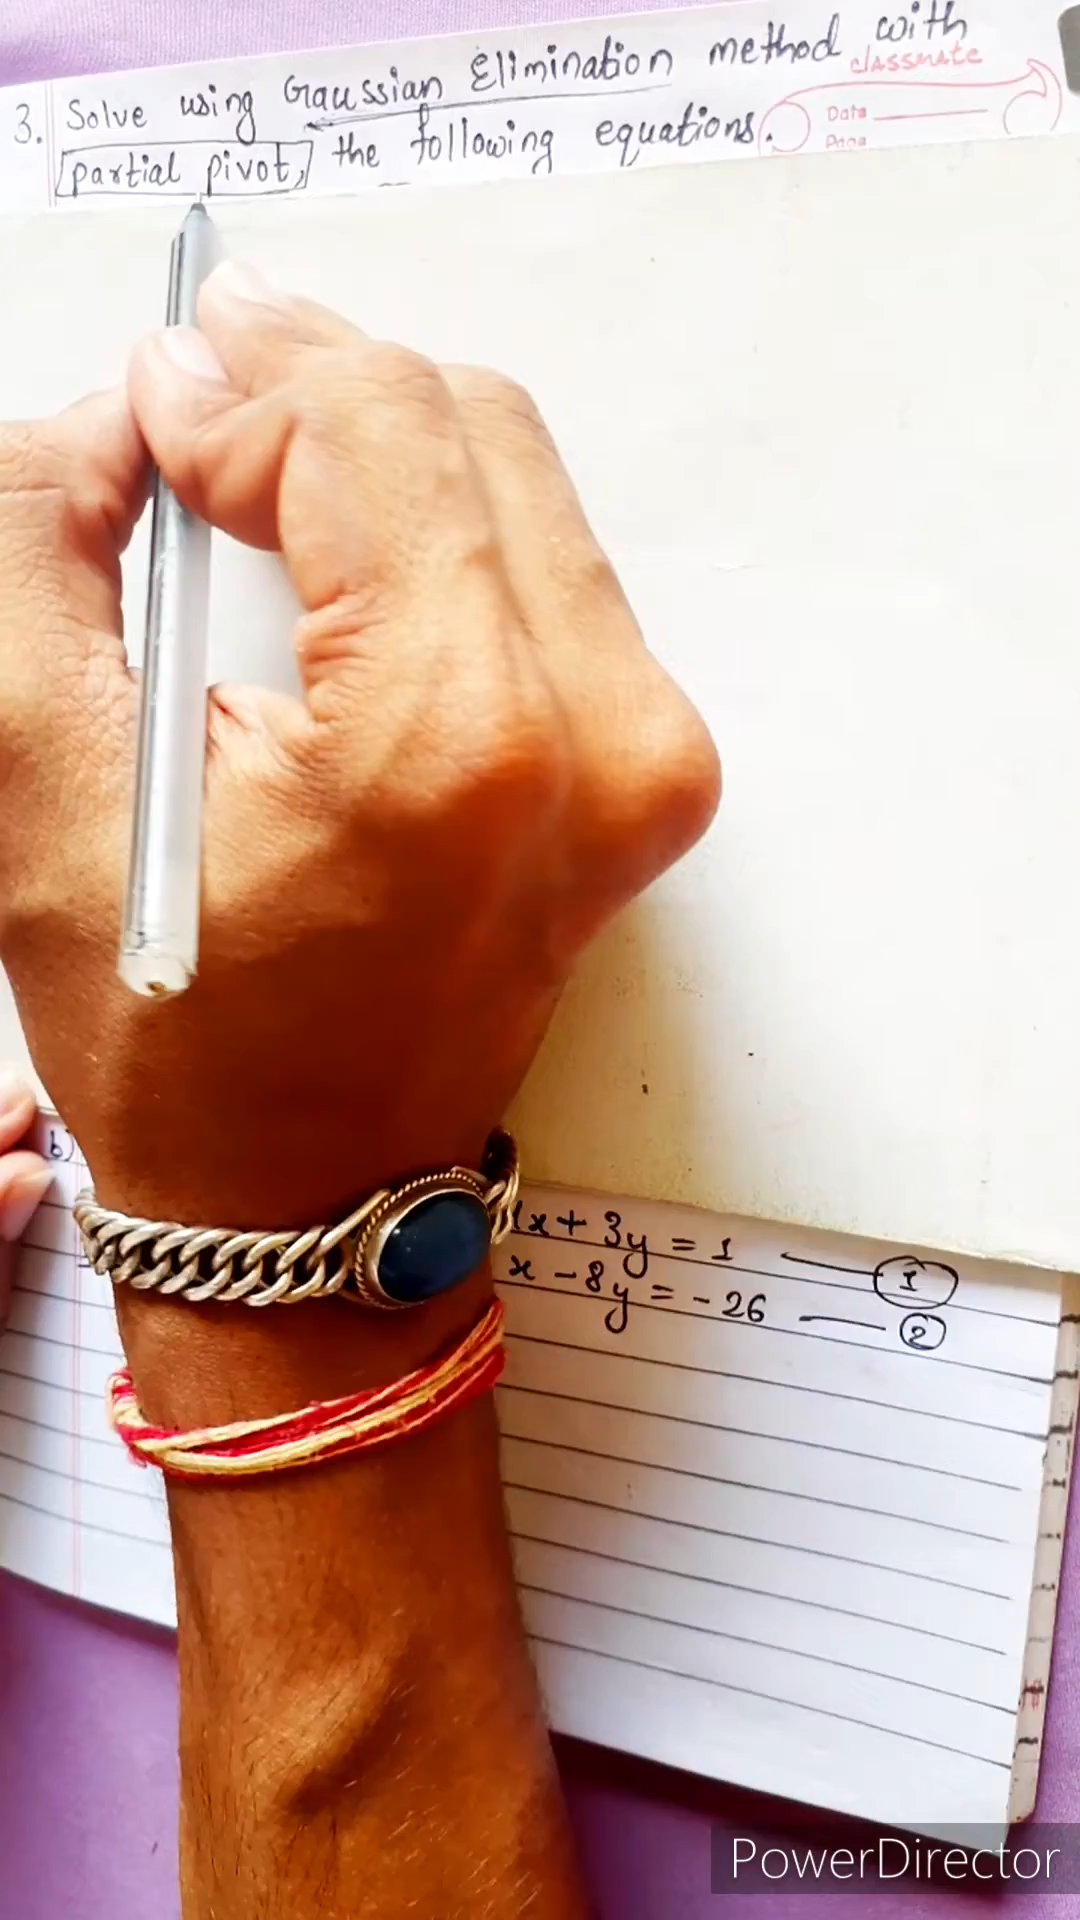 3. Solve using Gaussian Elimination method with
classmate
partial pivot, the following equations.
Date
Page
b)
x + 3y = 1 ① 
x - 8y = -26 ②
PowerDirector